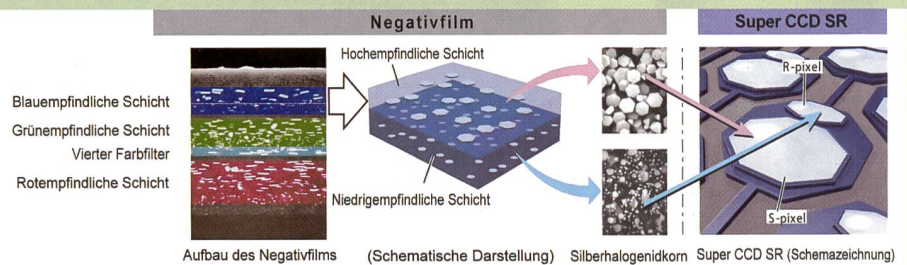 Negativfilm
Super CCD SR
Hochempfindliche Schicht
R-pixel
Blauempfindliche Schicht
Grünempfindliche Schicht
Vierter Farbfilter
Rotempfindliche Schicht
Niedrigempfindliche Schicht
S-pixel
Aufbau des Negativfilms
(Schematische Darstellung)
Silberhalogenidkorn
Super CCD SR (Schemazeichnung)